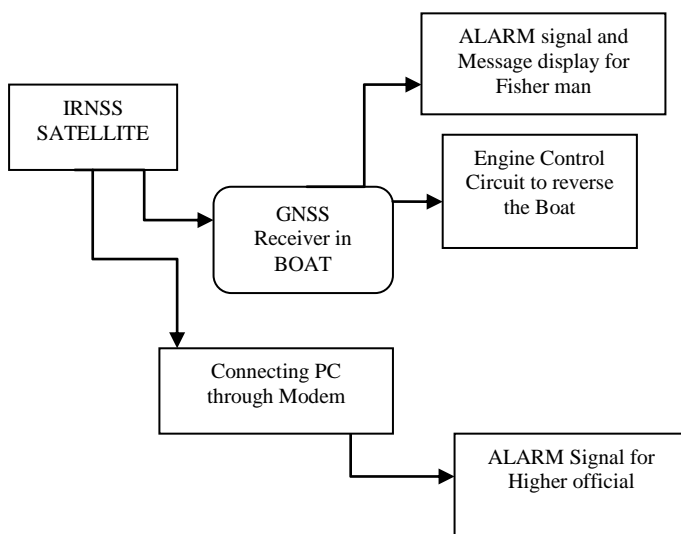 IRNSS
SATELLITE
ALARM signal and
Message display for
Fisher man
Engine Control
Circuit to reverse
the Boat
GNSS
Receiver in
BOAT
Connecting PC
through Modem
ALARM Signal for
Higher official